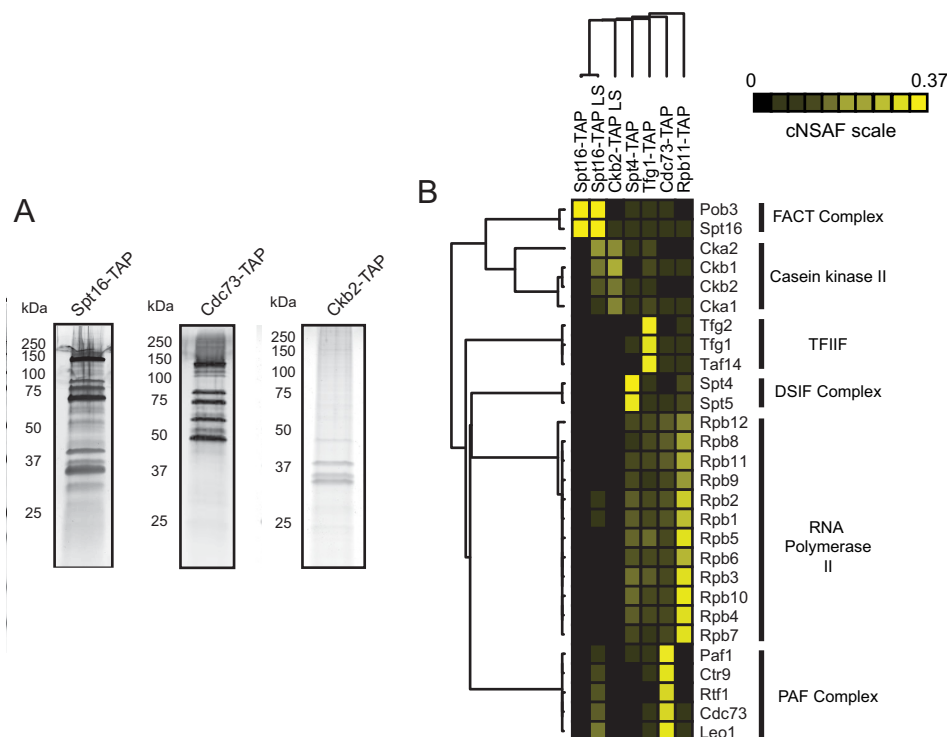 A
Spt16-TAP
kDa
250
150
100
75
50
37
25
Cdc73-TAP
kDa
250
150
100
75
50
37
25
Ckb2-TAP
kDa
250
150
100
75
50
37
25
B
0
0.37
cNSAF scale
Spt16-TAP
Spt16-TAP LS
Ckb2-TAP LS
Spt4-TAP
Tfg1-TAP
Cdc73-TAP
Rpb11-TAP
Pob3
Spt16
FACT Complex
Cka2
Ckb1
Ckb2
Cka1
Casein kinase II
Tfg2
Tfg1
Taf14
TFIIF
Spt4
Spt5
DSIF Complex
Rpb12
Rpb8
Rpb11
Rpb9
Rpb2
Rpb1
Rpb5
Rpb6
Rpb3
Rpb10
Rpb4
Rpb7
RNA
Polymerase
II
Paf1
Ctr9
Rtf1
Cdc73
Leo1
PAF Complex